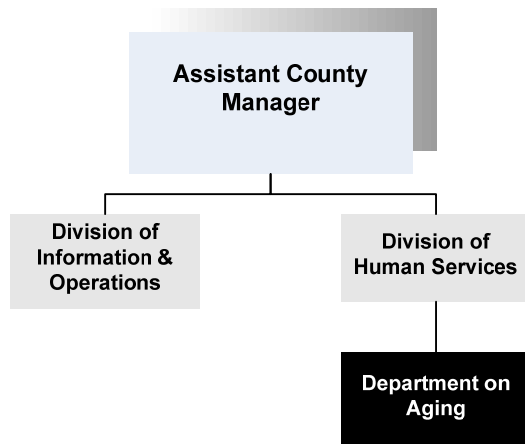 Assistant County
Manager
Division of
Information &
Operations
Division of
Human Services
Department on
Aging